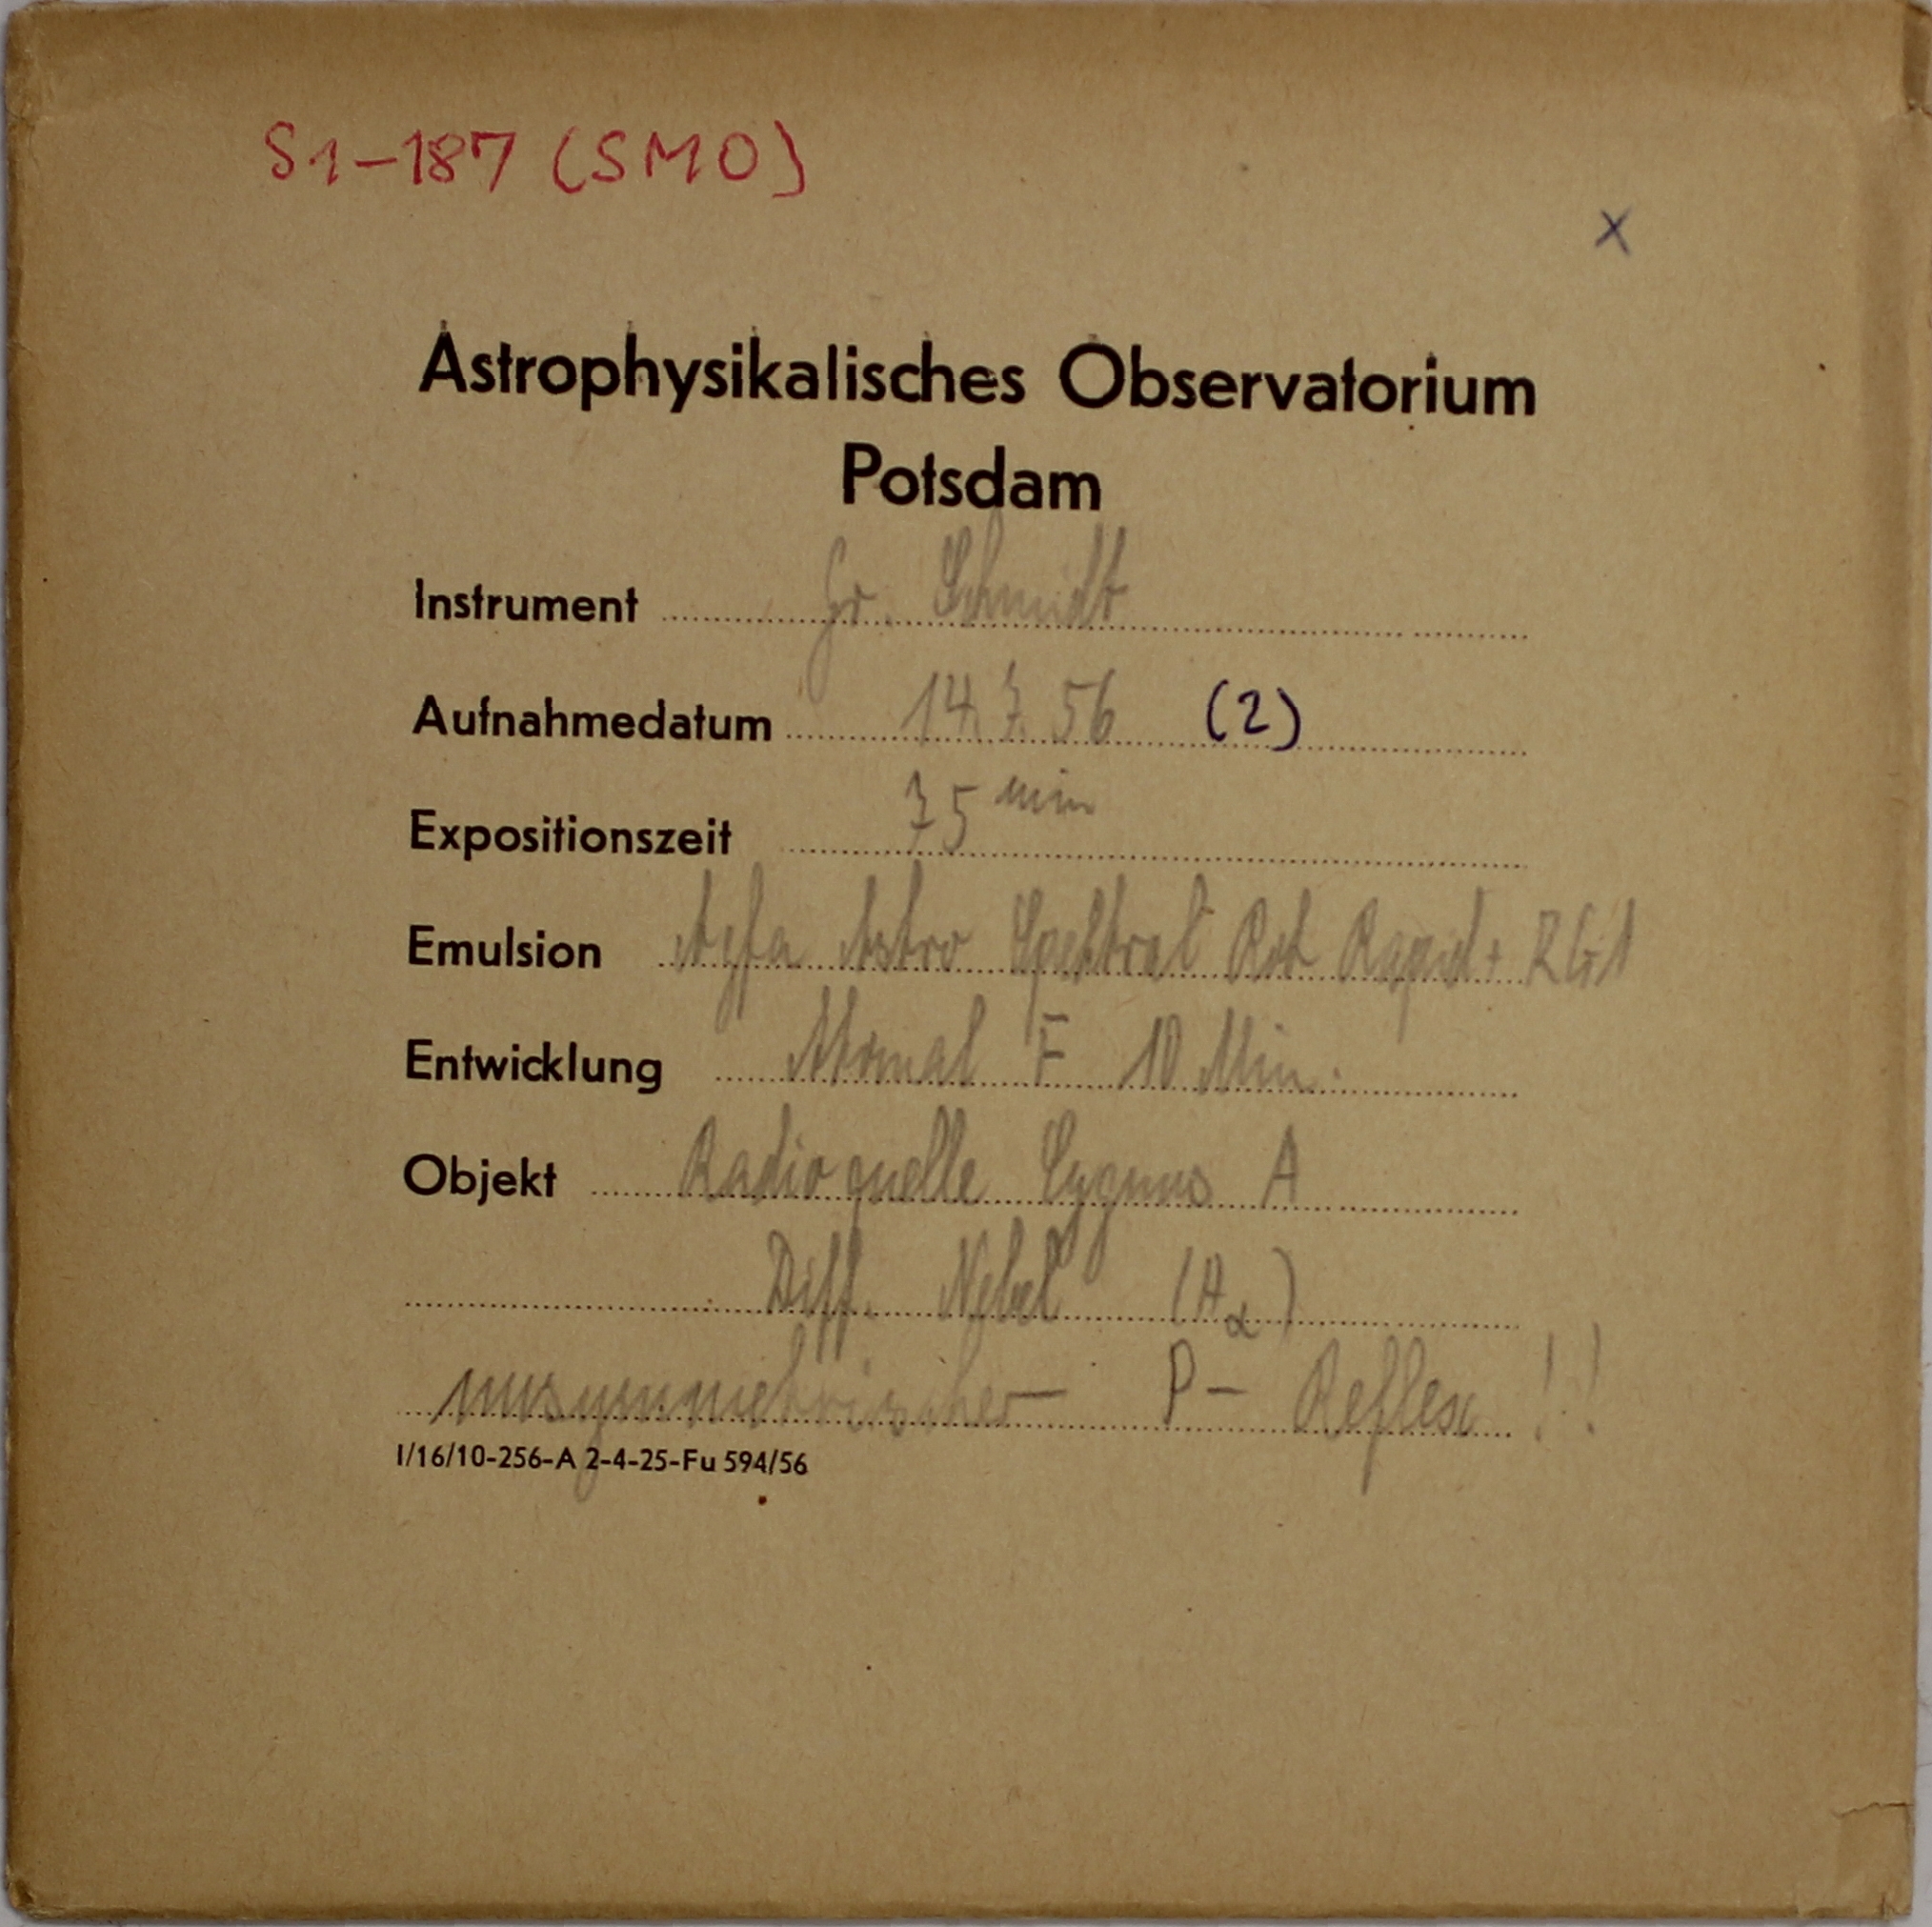 S1-187 (SMO)
x
Astrophysikalisches Observatorium
Potsdam
Instrument Gr. Schmidt
Aufnahmedatum 14.7.56 (2)
Expositionszeit 75 min
Emulsion Agfa Astro Spektral Rot Rapid + RG1
Entwicklung Normal F 10 Min.
Objekt Radioquelle Cygnus A
Diff. Nebel (Hα)
unsymmetrischer P- Reflex!!
I/16/10-256-A 2-4-25-Fu 594/56